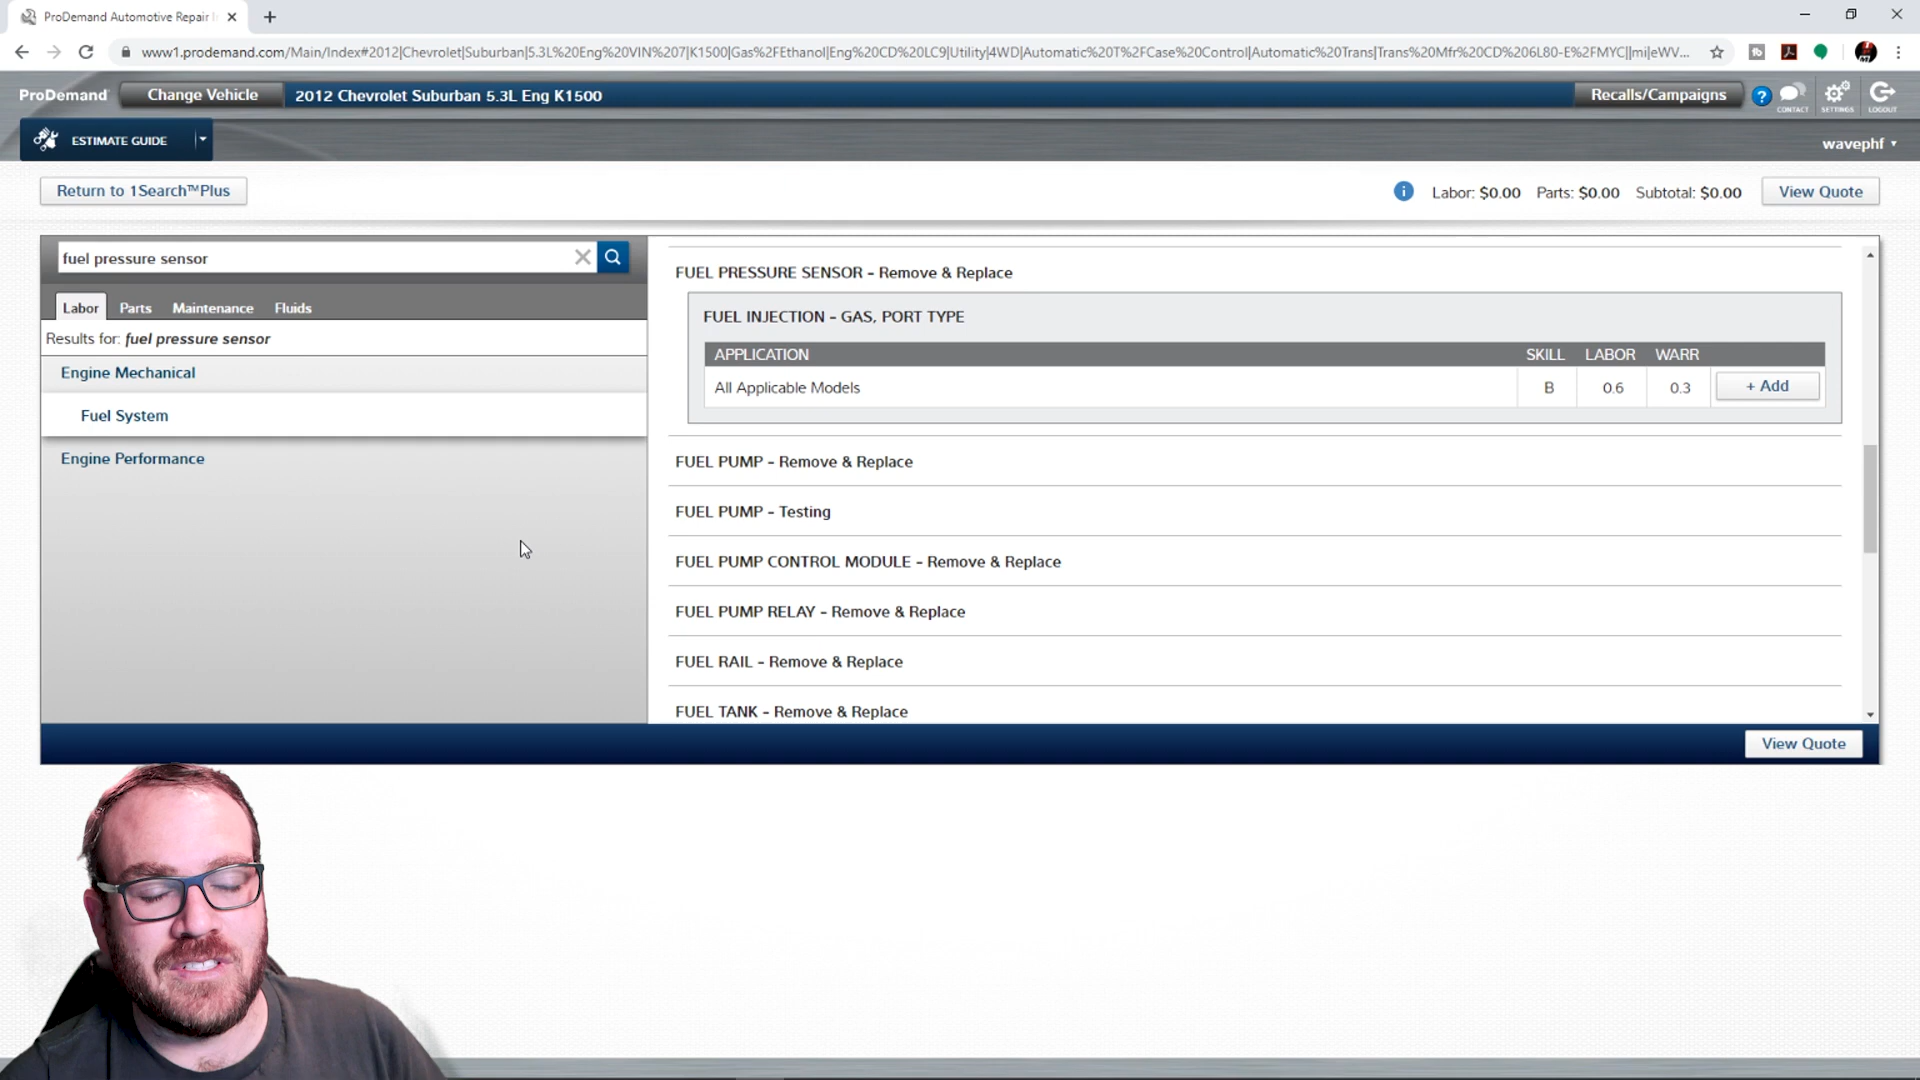 ProDemand Automotive Repair I
www1.prodemand.com/Main/Index#2012|Chevrolet|Suburban|5.3L%20Eng%20VIN%207|K1500|Gas%2FEthanol|Eng%20CD%20LC9|Utility|4WD|Automatic%20T%2FCase%20Control|Automatic%20Trans|Trans%20Mfr%20CD%206L80-E%2FMYC||mi|eWV...
ProDemand Change Vehicle 2012 Chevrolet Suburban 5.3L Eng K1500 Recalls/Campaigns ? CONTACT SETTINGS LOGOUT
ESTIMATE GUIDE wavephf
Return to 1Search™Plus i Labor: $0.00 Parts: $0.00 Subtotal: $0.00 View Quote
fuel pressure sensor
Labor Parts Maintenance Fluids
Results for: fuel pressure sensor
Engine Mechanical
Fuel System
Engine Performance
FUEL PRESSURE SENSOR - Remove & Replace
FUEL INJECTION - GAS, PORT TYPE
APPLICATION SKILL LABOR WARR
All Applicable Models B 0.6 0.3 + Add
FUEL PUMP - Remove & Replace
FUEL PUMP - Testing
FUEL PUMP CONTROL MODULE - Remove & Replace
FUEL PUMP RELAY - Remove & Replace
FUEL RAIL - Remove & Replace
FUEL TANK - Remove & Replace
View Quote